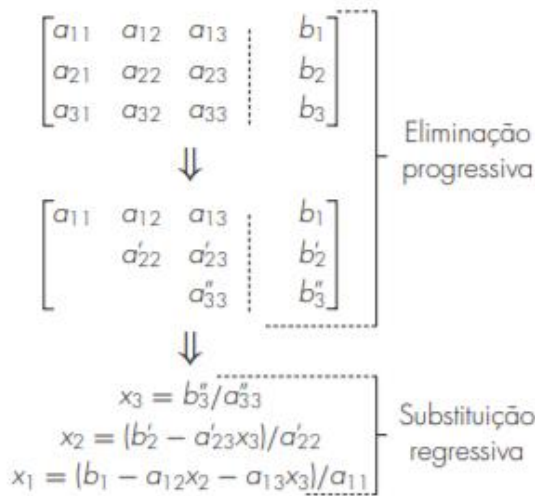 a11 a12 a13 b1
a21 a22 a23 b2
a31 a32 a33 b3
Eliminação
progressiva
⇓
a11 a12 a13 b1
a′22 a′23 b′2
a″33 b″3
⇓
x3 = b″3/a″33
x2 = (b′2 − a′23x3)/a′22
x1 = (b1 − a12x2 − a13x3)/a11
Substituição
regressiva